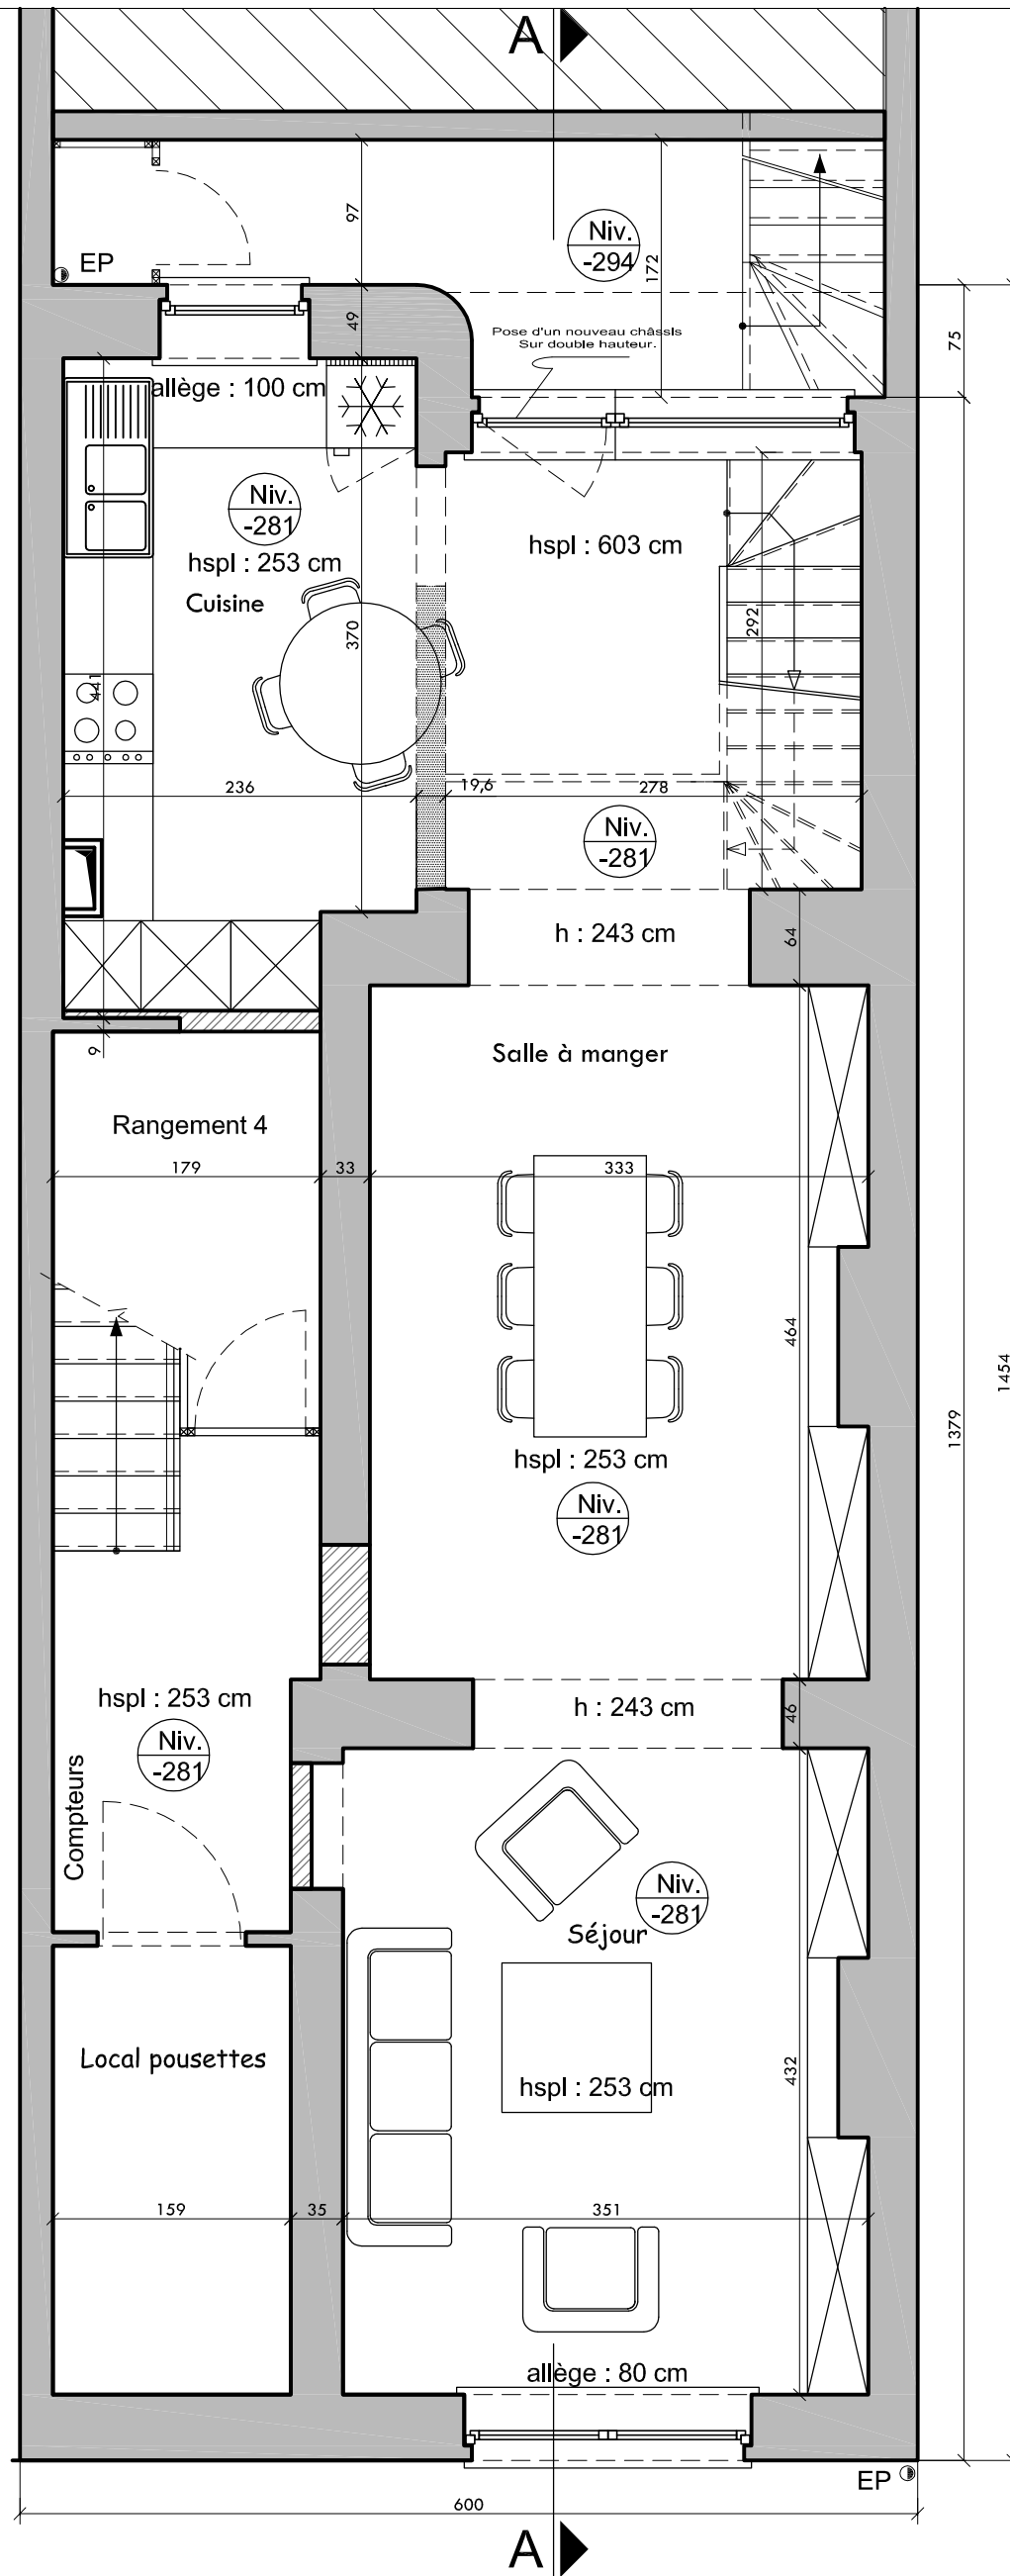 A
97
Niv.
-294
172
EP
49
Pose d'un nouveau châssis
Sur double hauteur.
75
allège : 100 cm
Niv.
-281
hspl : 253 cm
Cuisine
hspl : 603 cm
370
292
441
236
19,6
278
Niv.
-281
h : 243 cm
64
9
Salle à manger
Rangement 4
179
33
333
464
1454
1379
hspl : 253 cm
Niv.
-281
hspl : 253 cm
h : 243 cm
46
Niv.
-281
Compteurs
Niv.
-281
Séjour
Local pousettes
432
hspl : 253 cm
159
35
351
allège : 80 cm
EP
600
A